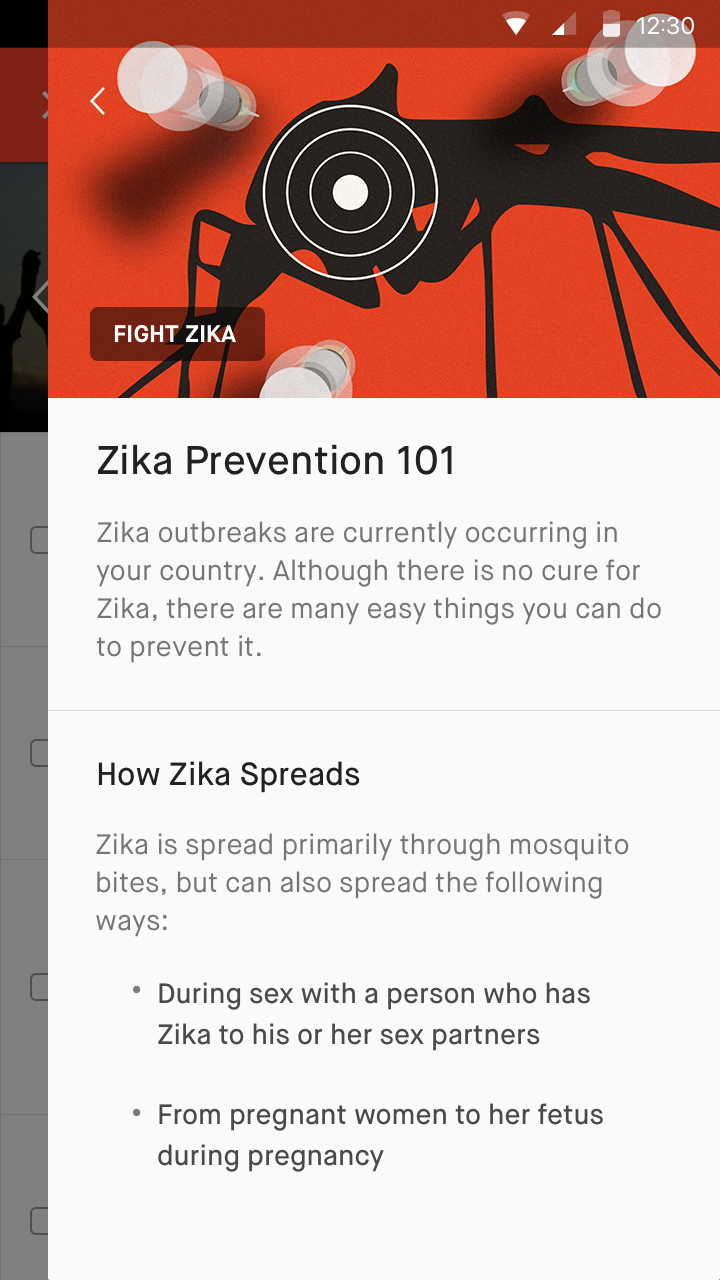 12:30
FIGHT ZIKA
Zika Prevention 101
Zika outbreaks are currently occurring in
your country. Although there is no cure for
Zika, there are many easy things you can do
to prevent it.
How Zika Spreads
Zika is spread primarily through mosquito
bites, but can also spread the following
ways:
• During sex with a person who has
Zika to his or her sex partners
• From pregnant women to her fetus
during pregnancy